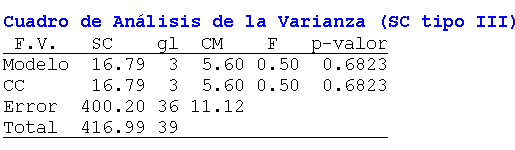 Cuadro de Análisis de la Varianza (SC tipo III)
F.V. SC gl CM F p-valor
Modelo 16.79 3 5.60 0.50 0.6823
CC 16.79 3 5.60 0.50 0.6823
Error 400.20 36 11.12
Total 416.99 39